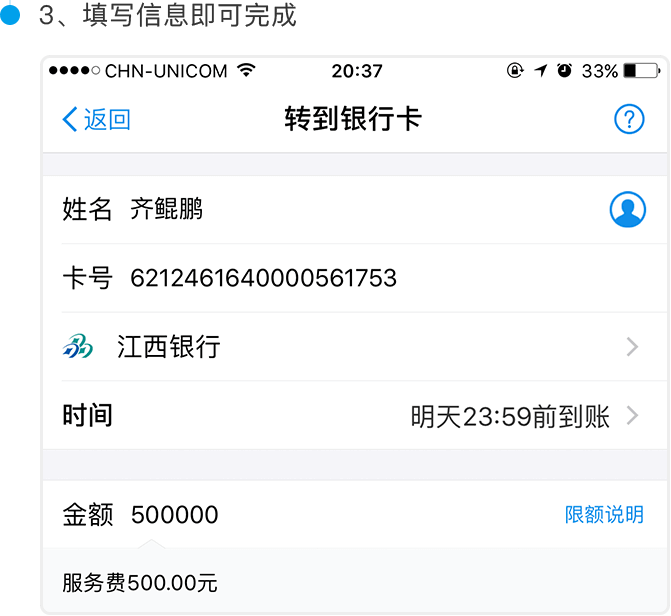 3、填写信息即可完成
CHN-UNICOM 20:37 33%
返回 转到银行卡 ?
姓名 齐鲲鹏
卡号 6212461640000561753
江西银行
时间 明天23:59前到账
金额 500000 限额说明
服务费500.00元